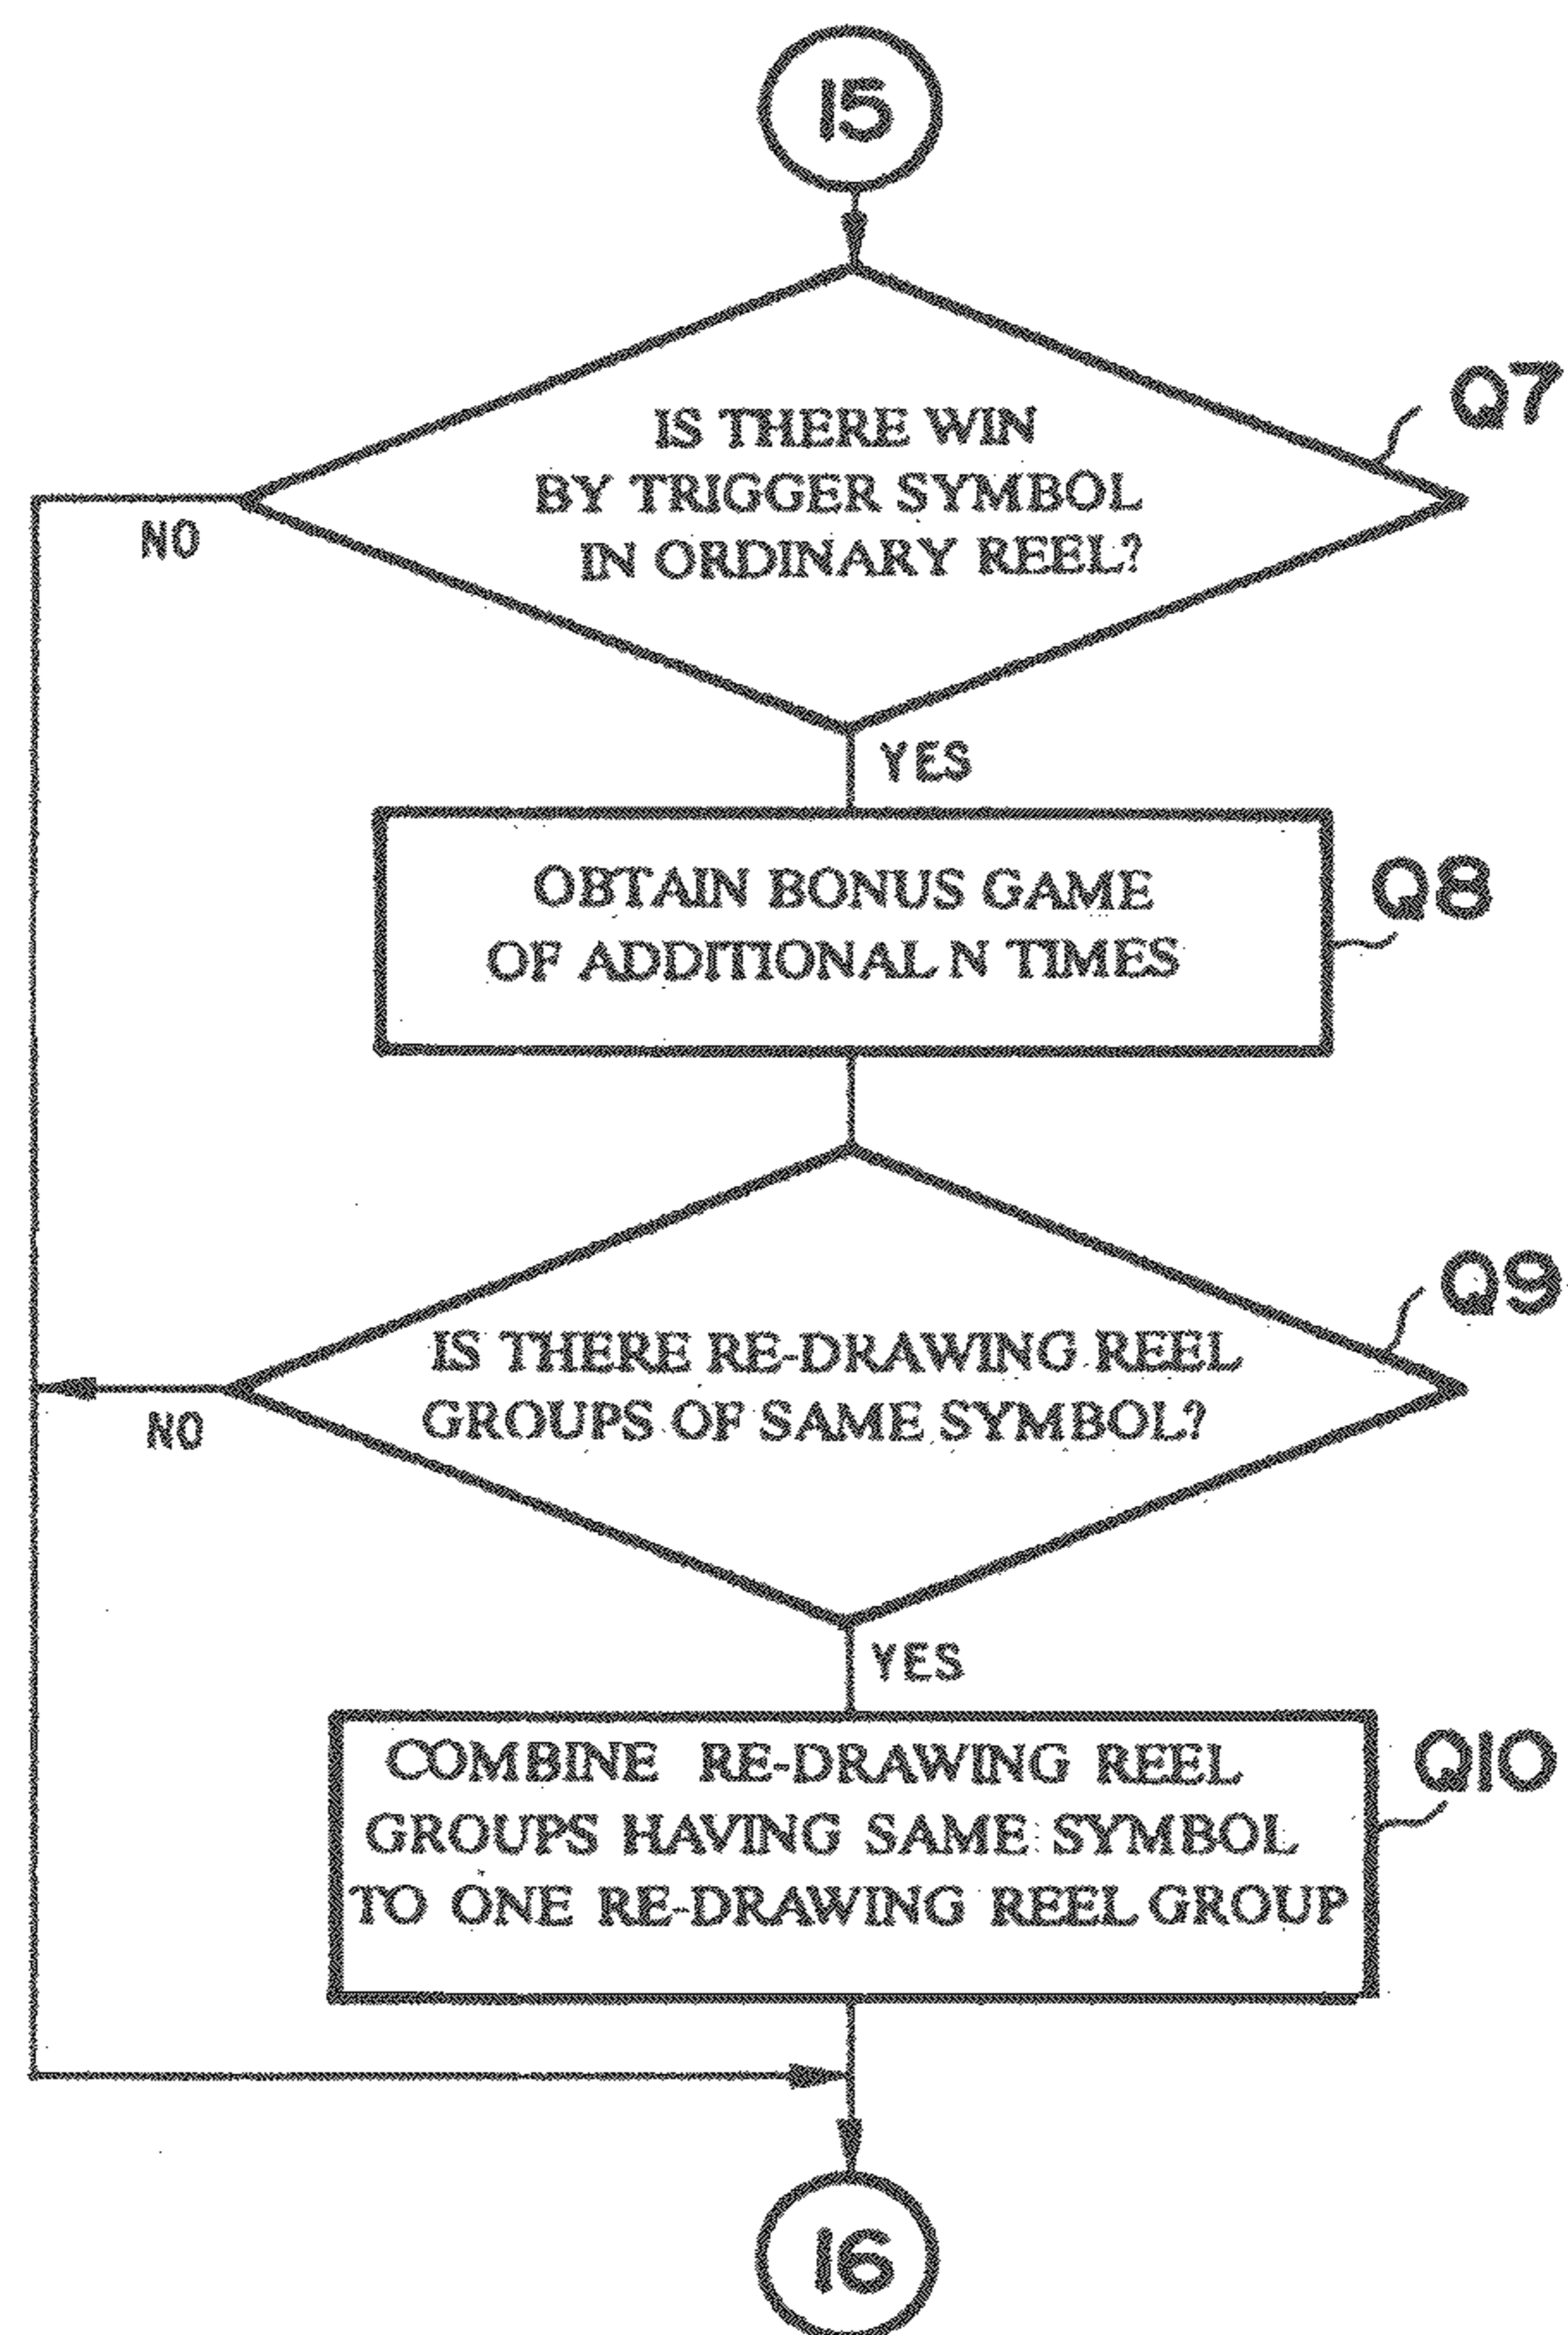 15
Q7
IS THERE WIN
BY TRIGGER SYMBOL
IN ORDINARY REEL?
NO
YES
OBTAIN BONUS GAME
OF ADDITIONAL N TIMES
Q8
Q9
IS THERE RE-DRAWING REEL
GROUPS OF SAME SYMBOL?
NO
YES
COMBINE RE-DRAWING REEL
GROUPS HAVING SAME SYMBOL
TO ONE RE-DRAWING REEL GROUP
Q10
16